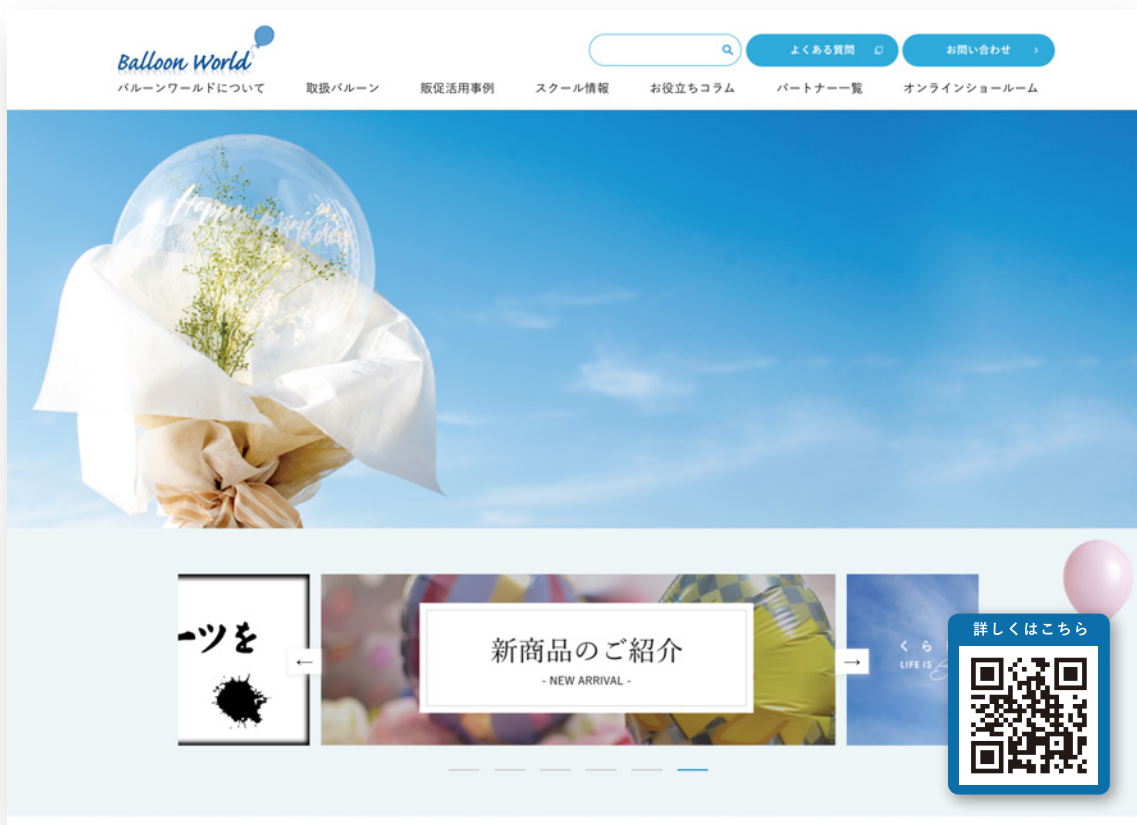 Balloon World
よくある質問
お問い合わせ
バルーンワールドについて
取扱バルーン
販促活用事例
スクール情報
お役立ちコラム
パートナー一覧
オンラインショールーム
Happy Birthday
ーツを
←
新商品のご紹介
- NEW ARRIVAL -
→
くら
LIFE IS
詳しくはこちら